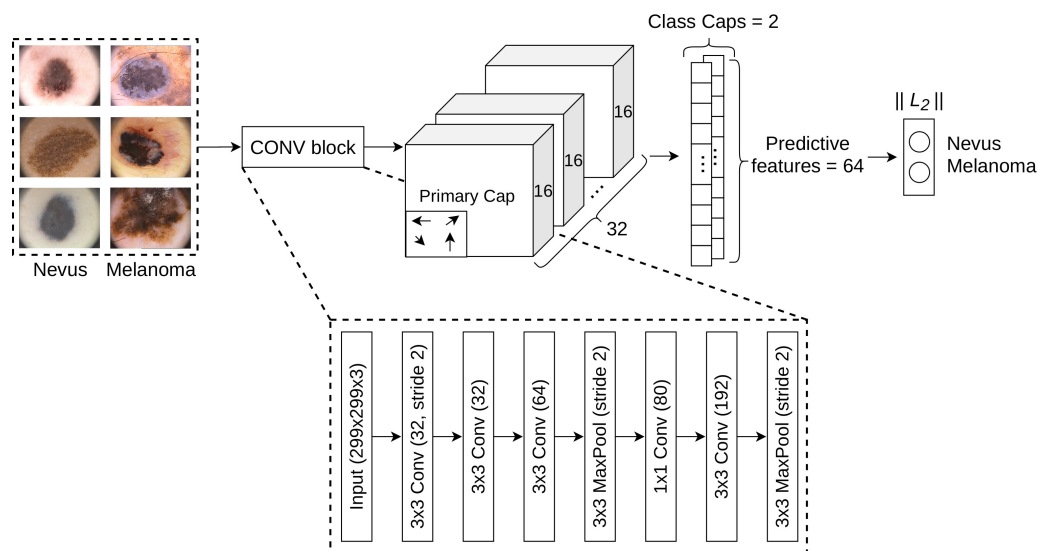 Class Caps = 2
|| L2 ||
CONV block
16
16
16
Primary Cap
32
Predictive
features = 64
Nevus
Melanoma
Nevus
Melanoma
Input (299x299x3)
3x3 Conv (32, stride 2)
3x3 Conv (32)
3x3 Conv (64)
3x3 MaxPool (stride 2)
1x1 Conv (80)
3x3 Conv (192)
3x3 MaxPool (stride 2)